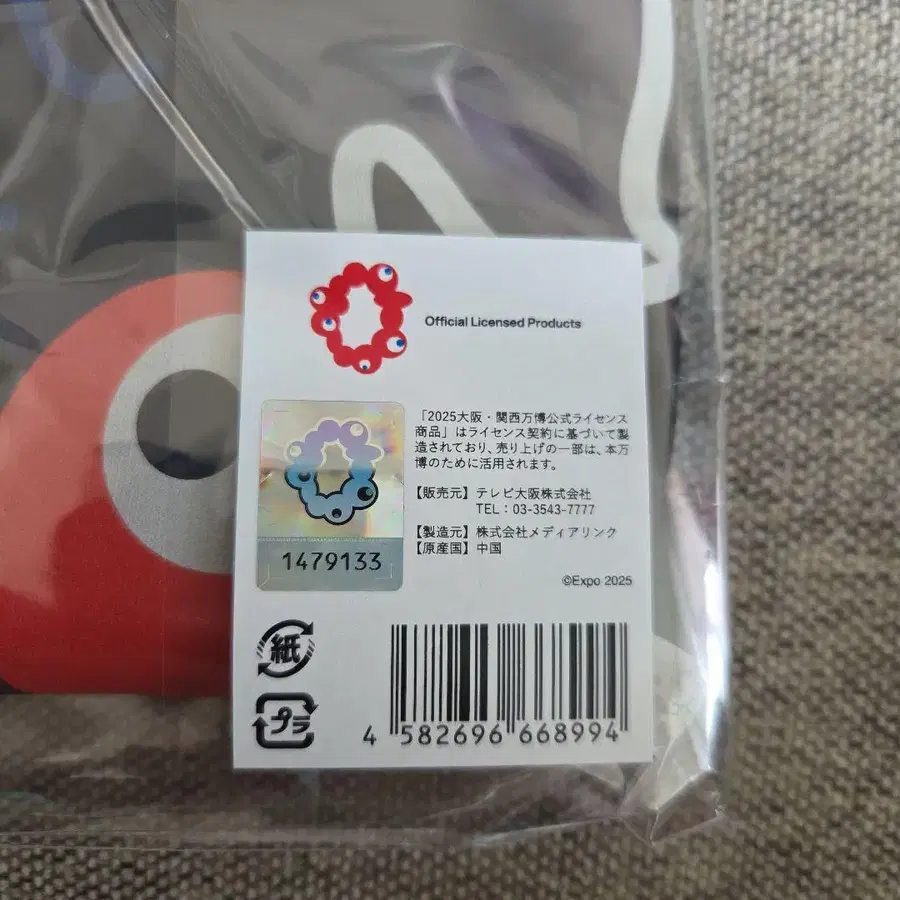 Official Licensed Products
「2025大阪・関西万博公式ライセンス
商品」はライセンス契約に基づいて製
造されており、売り上げの一部は、本万
博のために活用されます。
【販売元】テレビ大阪株式会社
TEL：03-3543-7777
【製造元】株式会社メディアリンク
【原産国】中国
©Expo 2025
1479133
紙
プラ
4 582696 668994